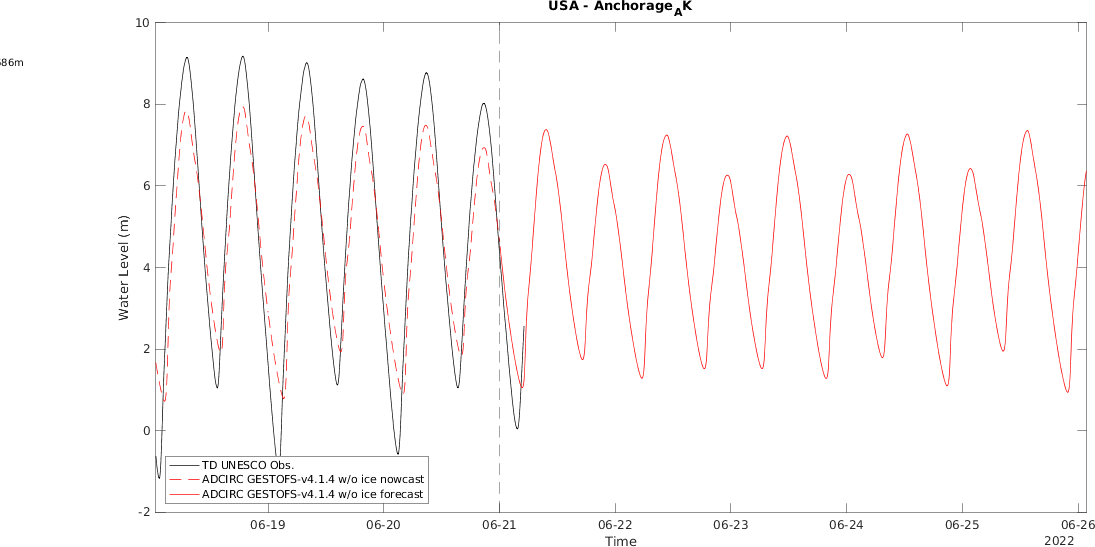 USA - Anchorage_AK
586m
10
8
6
4
2
0
-2
Water Level (m)
TD UNESCO Obs.
ADCIRC GESTOFS-v4.1.4 w/o ice nowcast
ADCIRC GESTOFS-v4.1.4 w/o ice forecast
06-19 06-20 06-21 06-22 06-23 06-24 06-25 06-26
Time
2022